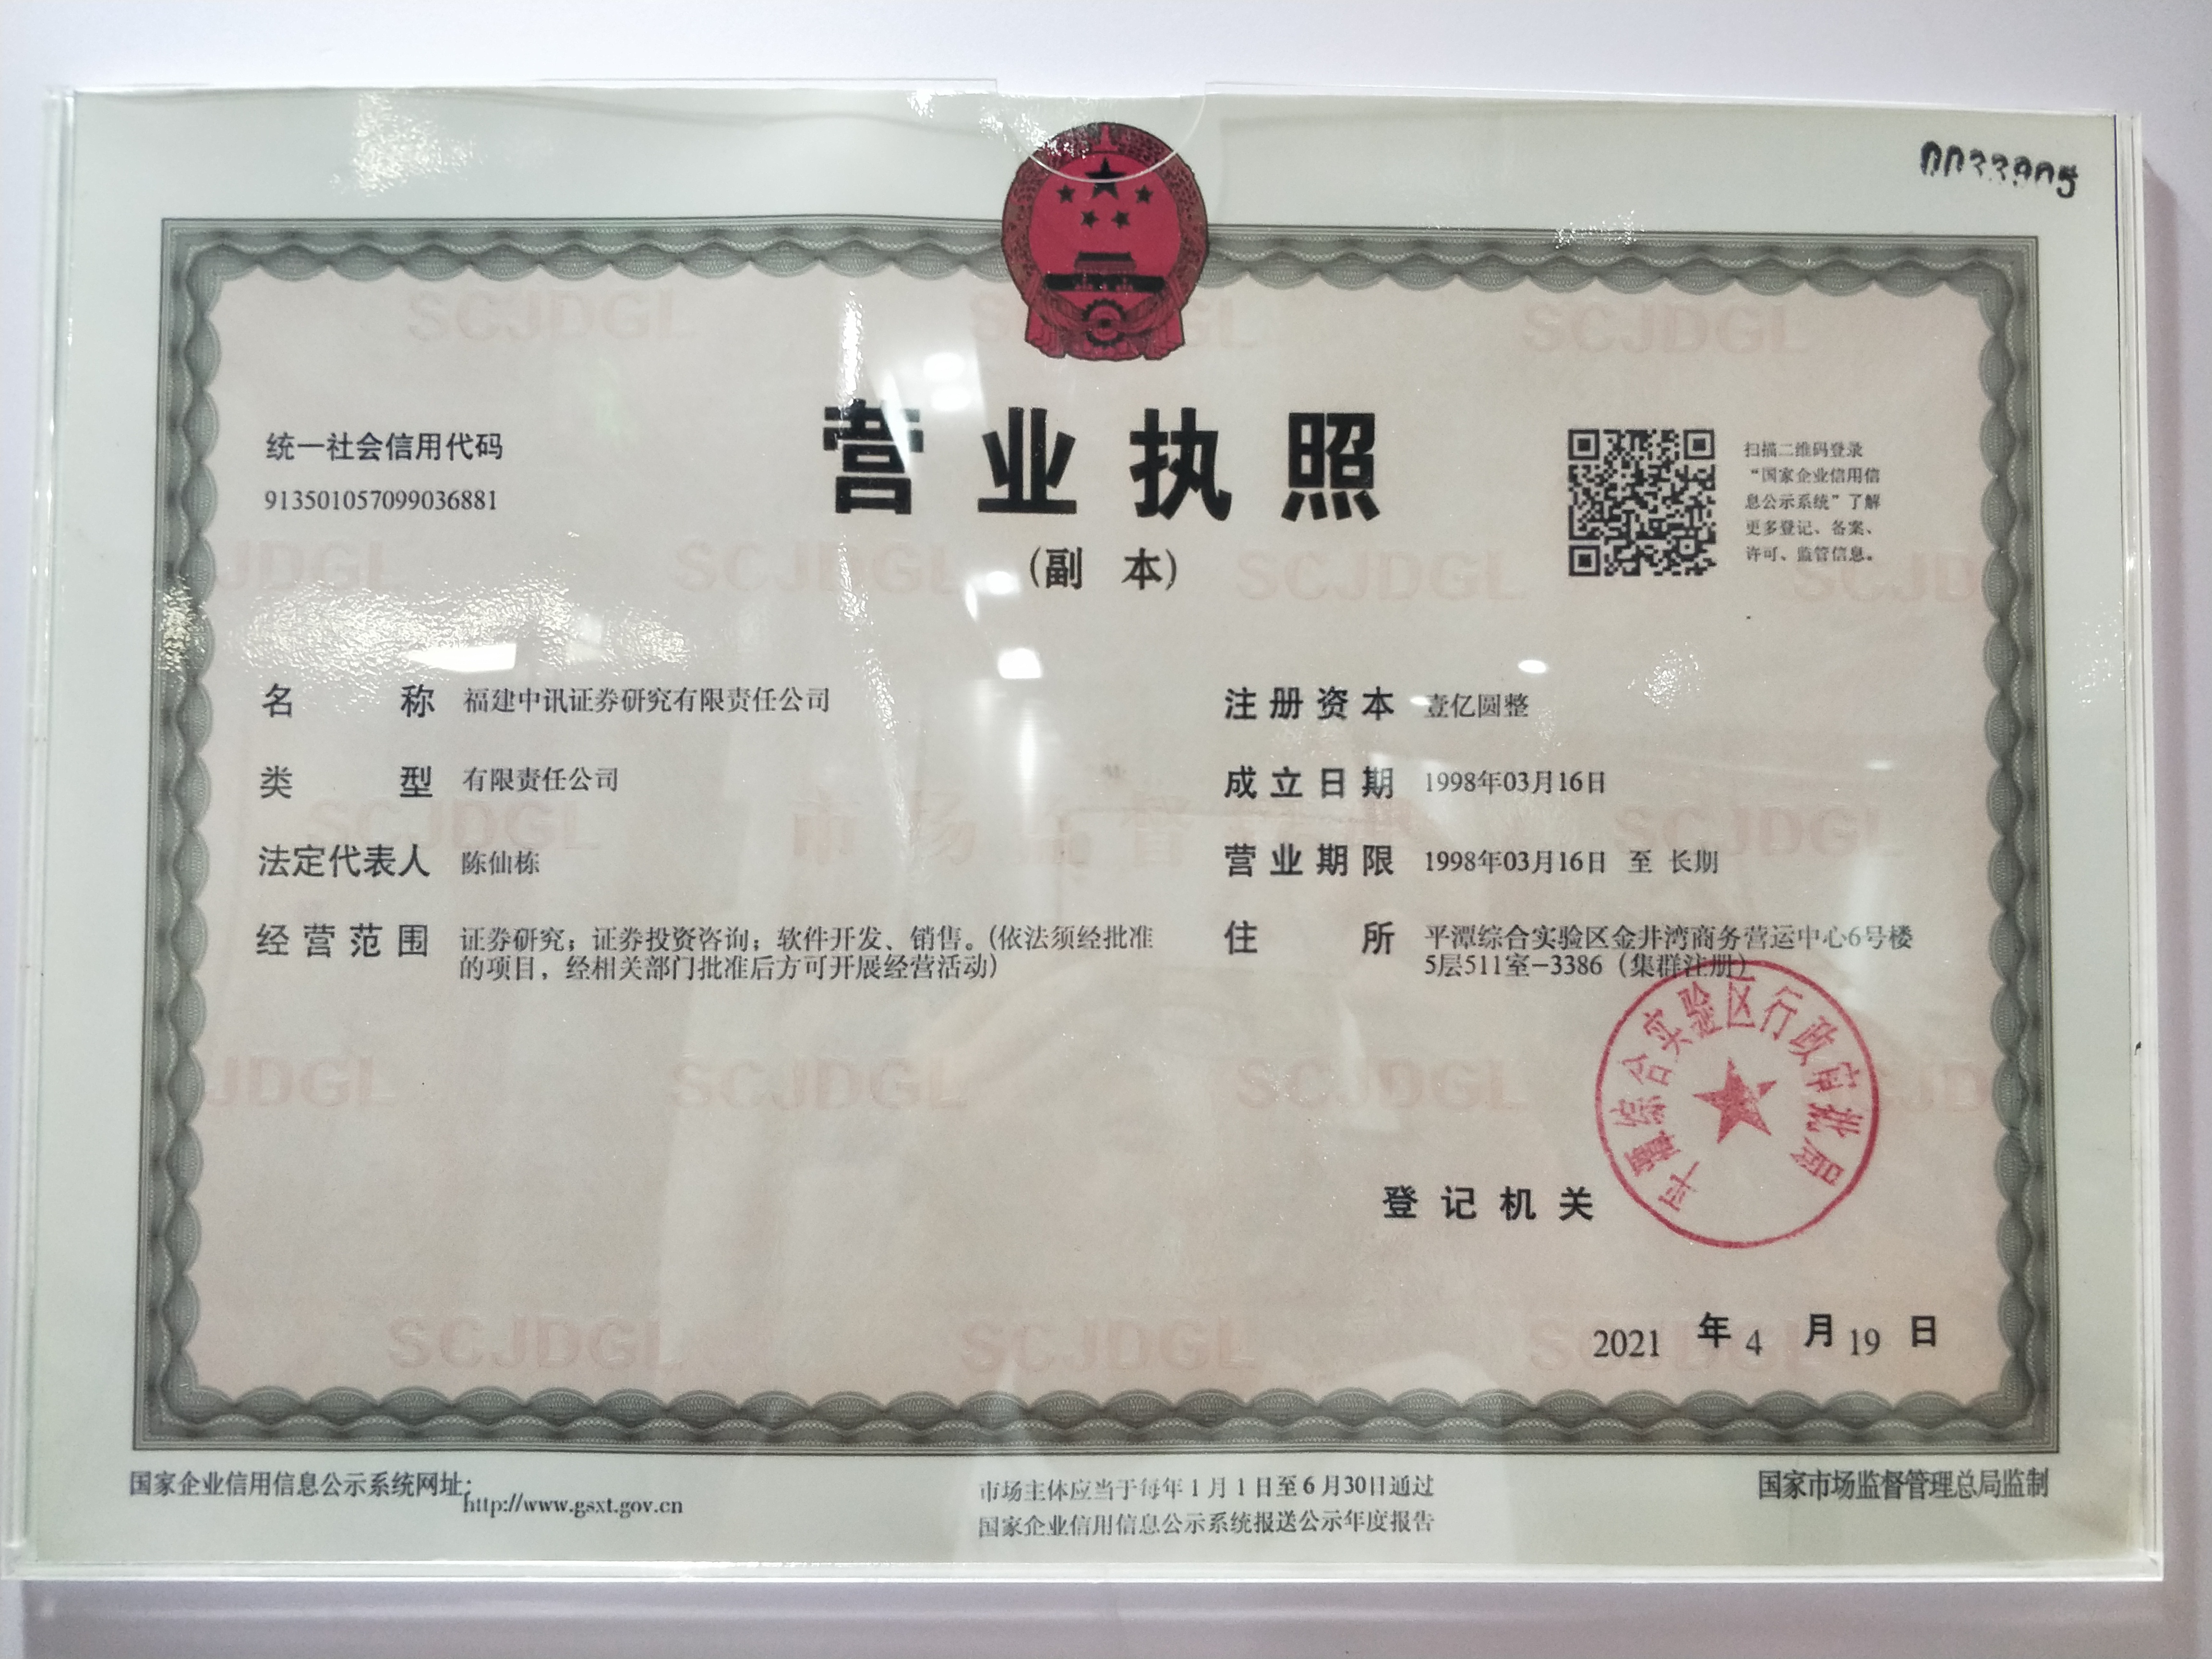 统一社会信用代码
913501057099036881
营业执照
(副 本)
扫描二维码登录
“国家企业信用信
息公示系统”了解
更多登记、备案、
许可、监管信息。
名 称 福建中讯证券研究有限责任公司
类 型 有限责任公司
法定代表人 陈仙栋
经营范围 证券研究；证券投资咨询；软件开发、销售。(依法须经批准
的项目，经相关部门批准后方可开展经营活动)
注册资本 壹亿圆整
成立日期 1998年03月16日
营业期限 1998年03月16日 至 长期
住 所 平潭综合实验区金井湾商务营运中心6号楼
5层511室-3386（集群注册）
平潭综合实验区行政审批局
登记机关
2021 年 4 月 19 日
国家企业信用信息公示系统网址：
http://www.gsxt.gov.cn
市场主体应当于每年1月1日至6月30日通过
国家企业信用信息公示系统报送公示年度报告
国家市场监督管理总局监制
SCJDGL